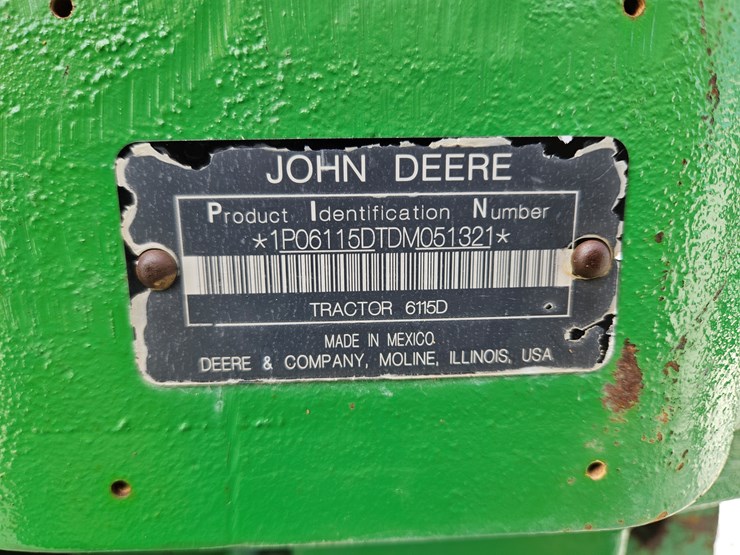 JOHN DEERE
Product Identification Number
*1P06115DTDM051321*
TRACTOR 6115D
MADE IN MEXICO.
DEERE & COMPANY, MOLINE, ILLINOIS, USA